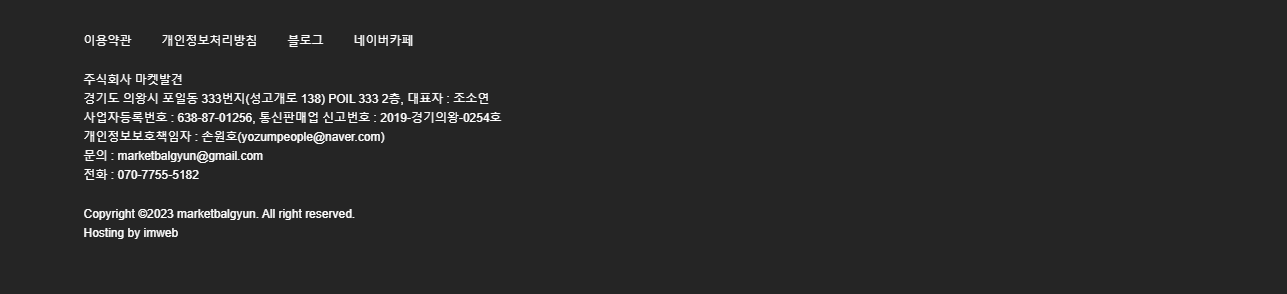 이용약관 개인정보처리방침 블로그 네이버카페
주식회사 마켓발견
경기도 의왕시 포일동 333번지(성고개로 138) POIL 333 2층, 대표자 : 조소연
사업자등록번호 : 638-87-01256, 통신판매업 신고번호 : 2019-경기의왕-0254호
개인정보보호책임자 : 손원호(yozumpeople@naver.com)
문의 : marketbalgyun@gmail.com
전화 : 070-7755-5182
Copyright ©2023 marketbalgyun. All right reserved.
Hosting by imweb